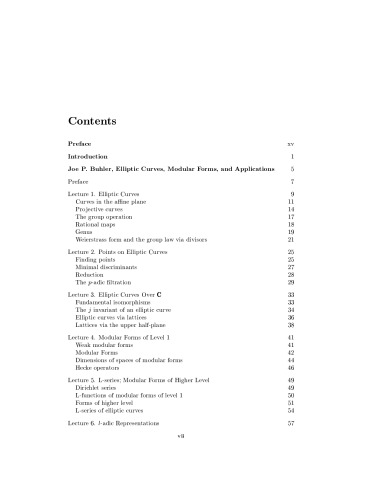 Contents
Preface xv
Introduction 1
Joe P. Buhler, Elliptic Curves, Modular Forms, and Applications 5
Preface 7
Lecture 1. Elliptic Curves 9
Curves in the affine plane 11
Projective curves 14
The group operation 17
Rational maps 18
Genus 19
Weierstrass form and the group law via divisors 21
Lecture 2. Points on Elliptic Curves 25
Finding points 25
Minimal discriminants 27
Reduction 28
The p-adic filtration 29
Lecture 3. Elliptic Curves Over C 33
Fundamental isomorphisms 33
The j invariant of an elliptic curve 34
Elliptic curves via lattices 36
Lattices via the upper half-plane 38
Lecture 4. Modular Forms of Level 1 41
Weak modular forms 41
Modular Forms 42
Dimensions of spaces of modular forms 44
Hecke operators 46
Lecture 5. L-series; Modular Forms of Higher Level 49
Dirichlet series 49
L-functions of modular forms of level 1 50
Forms of higher level 51
L-series of elliptic curves 54
Lecture 6. l-adic Representations 57
vii